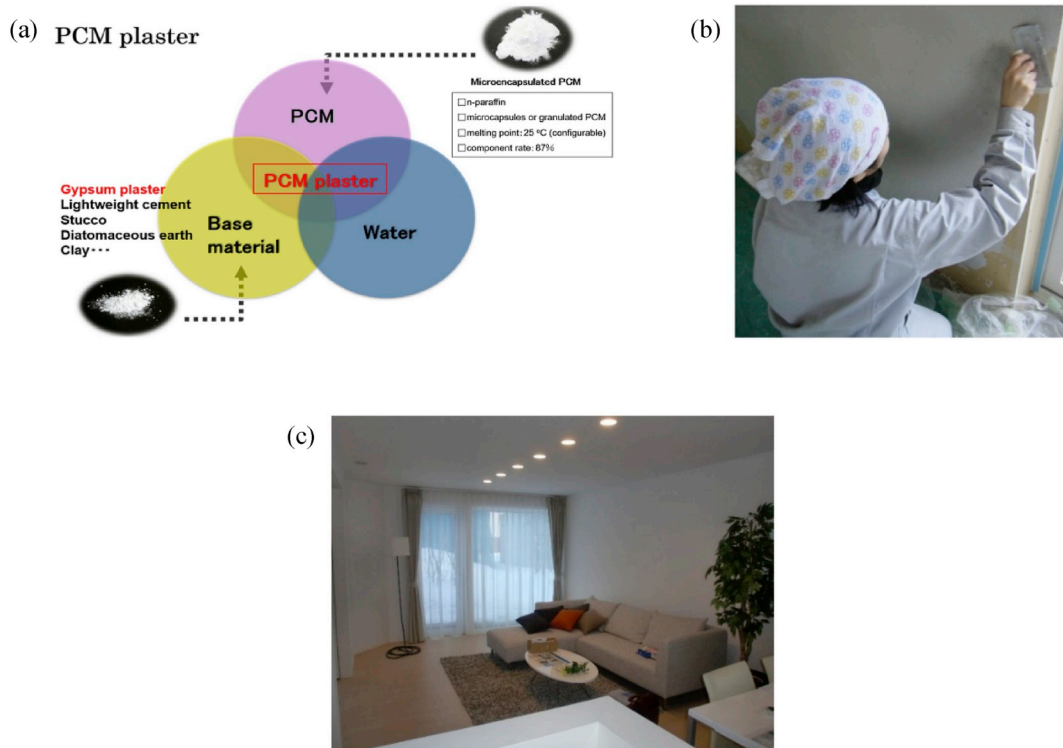 (a)
PCM plaster
Microencapsulated PCM
□n-paraffin
□microcapsules or granulated PCM
□melting point: 25 ºC (configurable)
□component rate: 87%
PCM
PCM plaster
Gypsum plaster
Lightweight cement
Stucco
Diatomaceous earth
Clay･･･
Base
material
Water
(b)
(c)